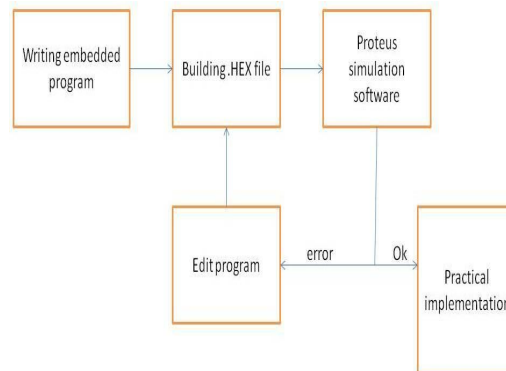 Writing embedded
program
Building .HEX file
Proteus
simulation
software
Edit program
error
Ok
Practical
implementation